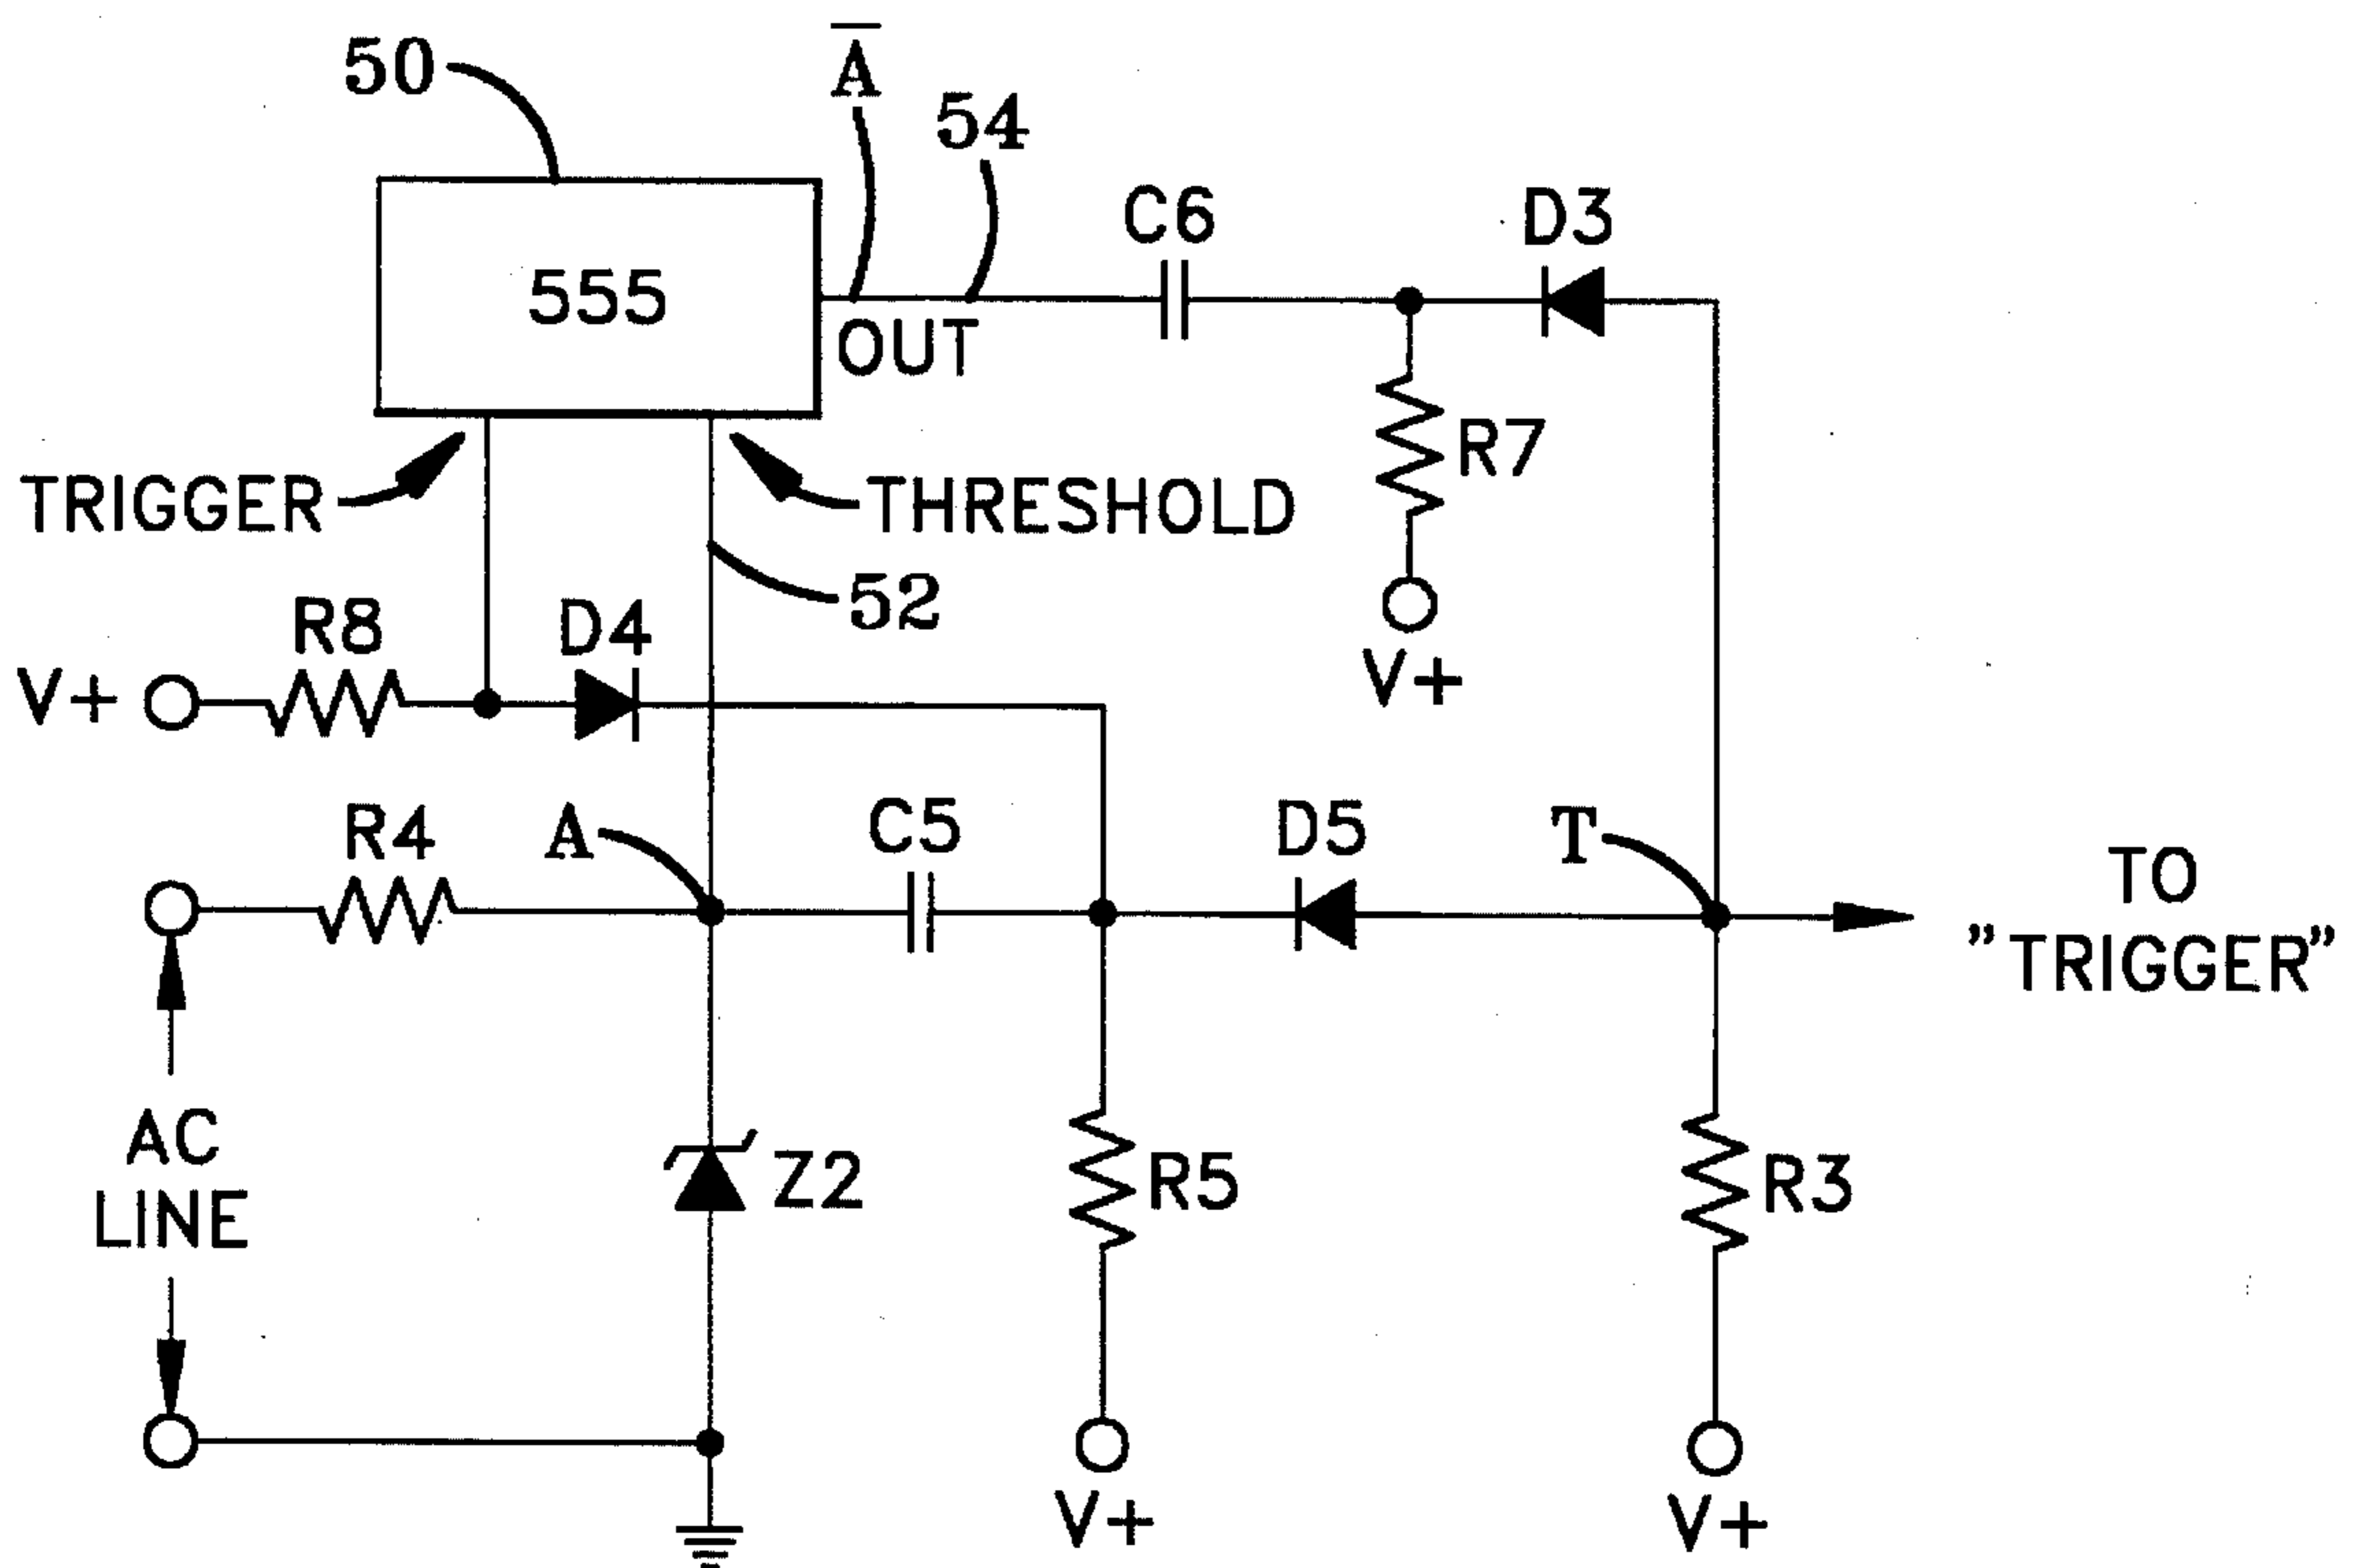 50
A̅
54
C6
D3
555
OUT
R7
TRIGGER
THRESHOLD
52
R8
D4
V+
V+
R4
A
C5
D5
T
TO
"TRIGGER"
AC
LINE
Z2
R5
R3
V+
V+